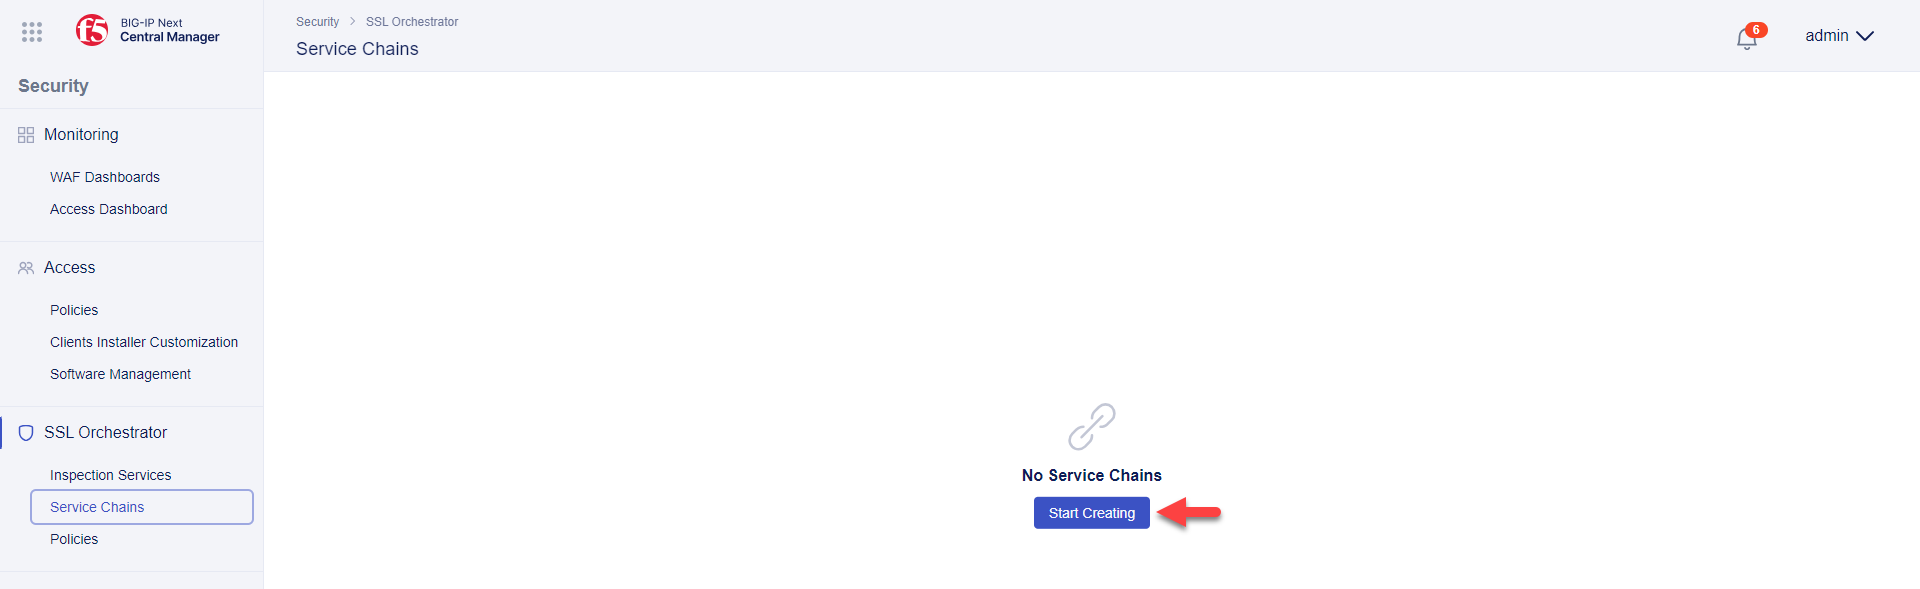 f5
BIG-IP Next
Central Manager
Security > SSL Orchestrator
Service Chains
6
admin
Security
Monitoring
WAF Dashboards
Access Dashboard
Access
Policies
Clients Installer Customization
Software Management
SSL Orchestrator
Inspection Services
Service Chains
Policies
No Service Chains
Start Creating